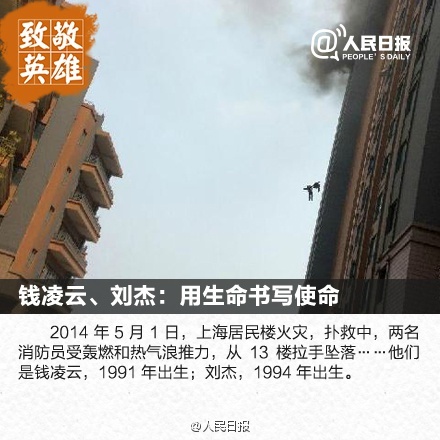 致敬
英雄
@人民日报
PEOPLE'S DAILY
钱凌云、刘杰：用生命书写使命
2014 年 5 月 1 日，上海居民楼火灾，扑救中，两名
消防员受轰燃和热气浪推力，从 13 楼拉手坠落……他们
是钱凌云，1991 年出生；刘杰，1994 年出生。
@人民日报